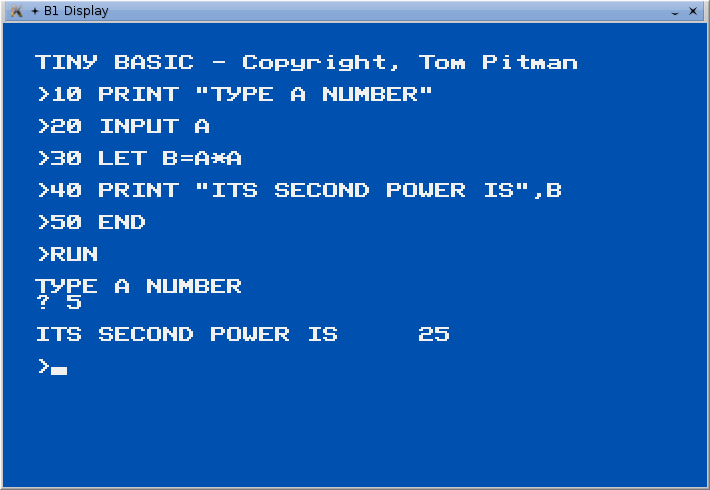 B1 Display
TINY BASIC - Copyright, Tom Pitman
>10 PRINT "TYPE A NUMBER"
>20 INPUT A
>30 LET B=A*A
>40 PRINT "ITS SECOND POWER IS",B
>50 END
>RUN
TYPE A NUMBER
? 5
ITS SECOND POWER IS     25
>